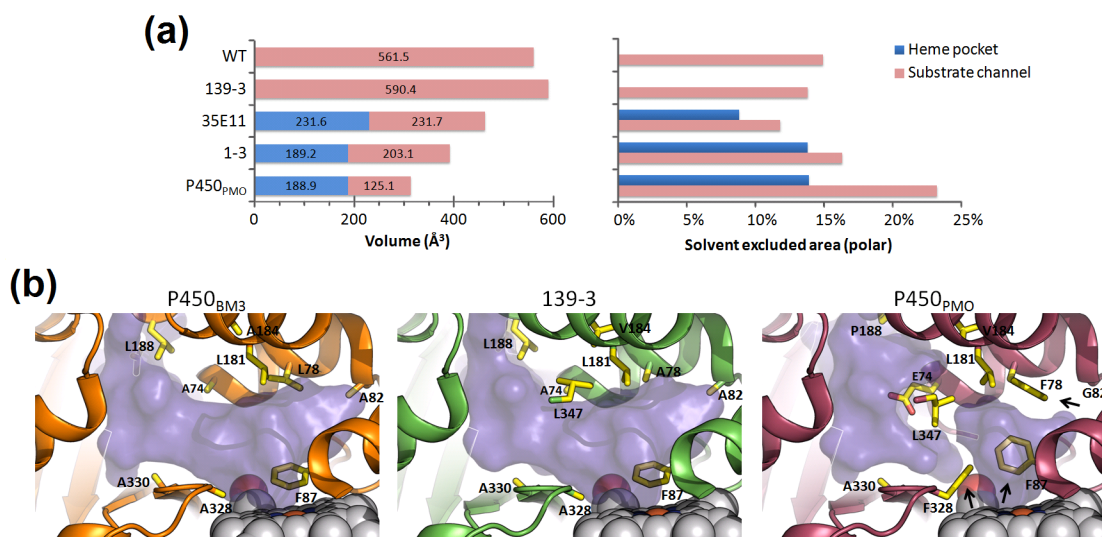 (a)
WT
139-3
35E11
1-3
P450PMO
561.5
590.4
231.6 231.7
189.2 203.1
188.9 125.1
0 200 400 600
Volume (Å³)
Heme pocket
Substrate channel
0% 5% 10% 15% 20% 25%
Solvent excluded area (polar)
(b)
P450BM3
L188
A184
L181
L78
A74
A82
A330
A328
F87
139-3
L188
V184
L181
A78
A74
A82
L347
A330
A328
F87
P450PMO
P188
V184
L181
E74
F78
G82
L347
A330
F328
F87